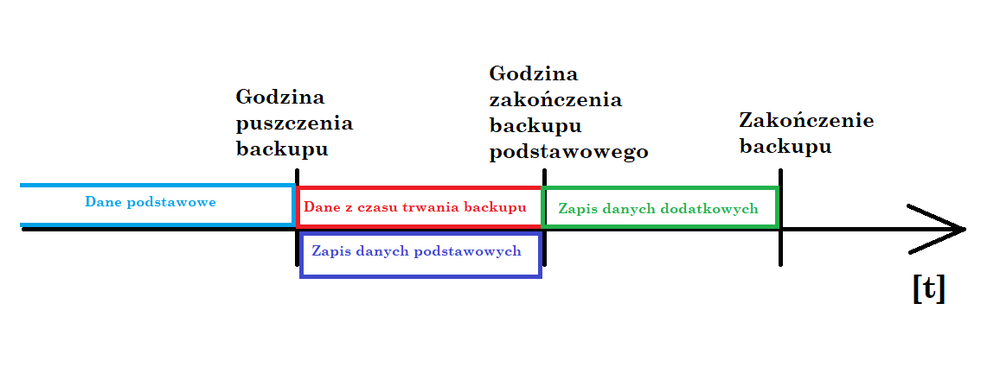 Godzina
puszczenia
backupu
Godzina
zakończenia
backupu
podstawowego
Zakończenie
backupu
Dane podstawowe
Dane z czasu trwania backupu
Zapis danych dodatkowych
Zapis danych podstawowych
[t]